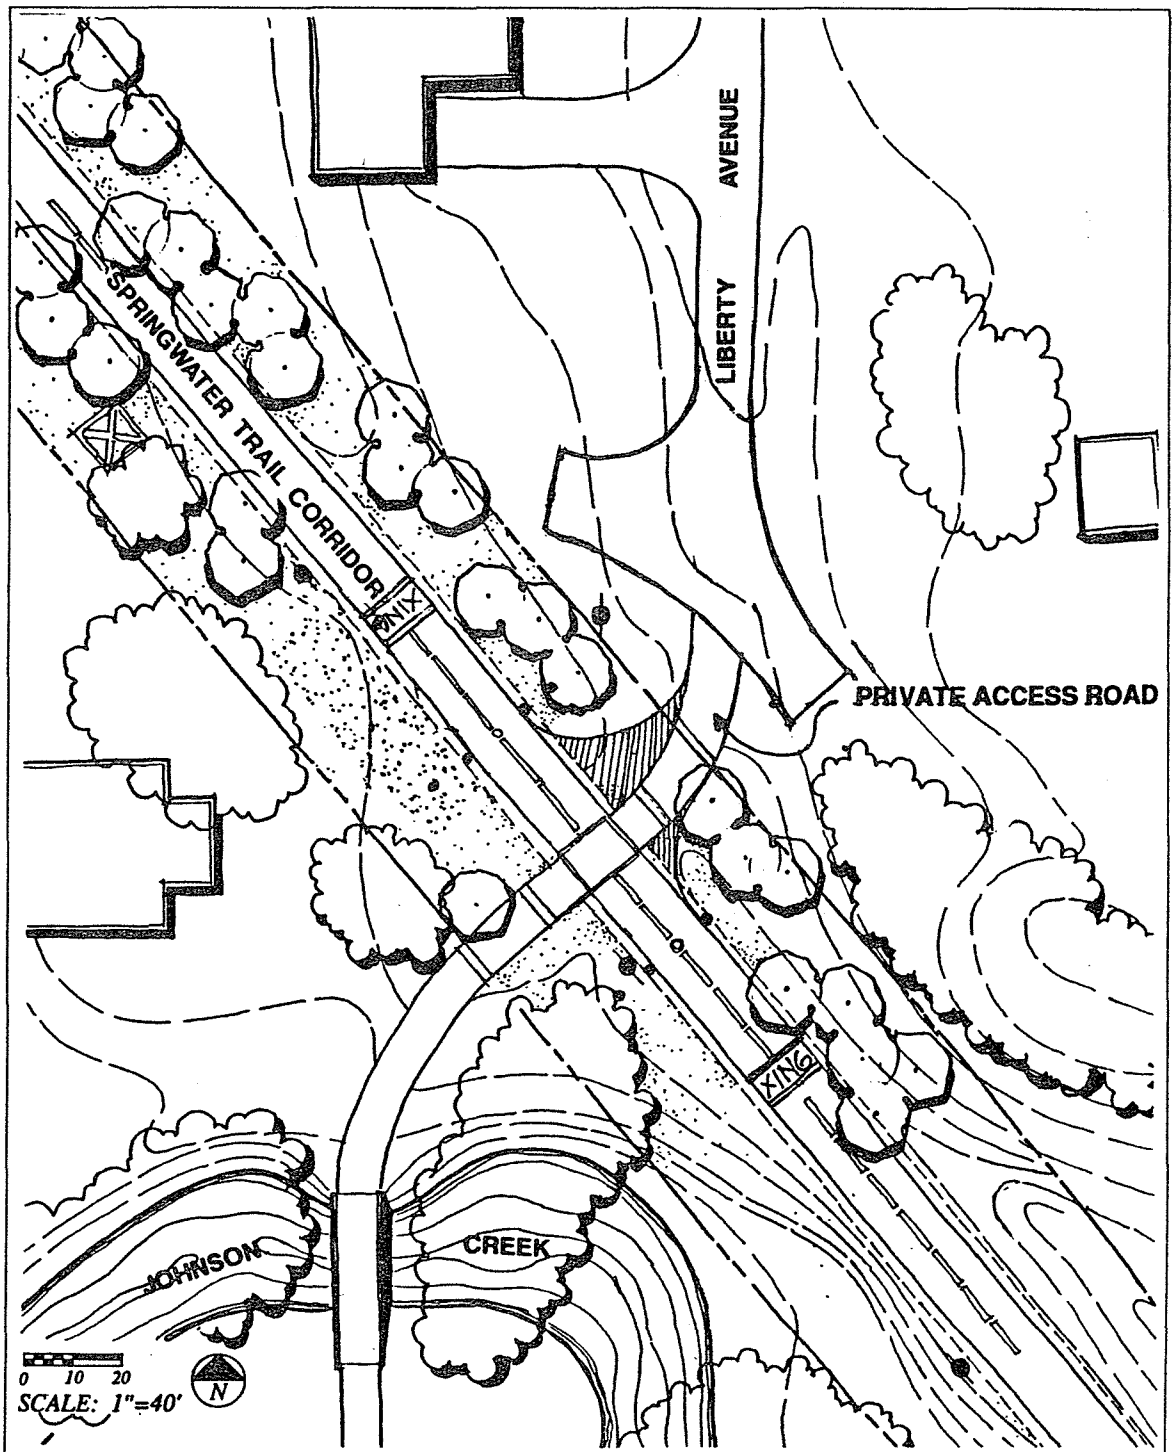 LIBERTY AVENUE
SPRINGWATER TRAIL CORRIDOR
XING
PRIVATE ACCESS ROAD
XING
JOHNSON CREEK
0 10 20
SCALE: 1"=40'
N